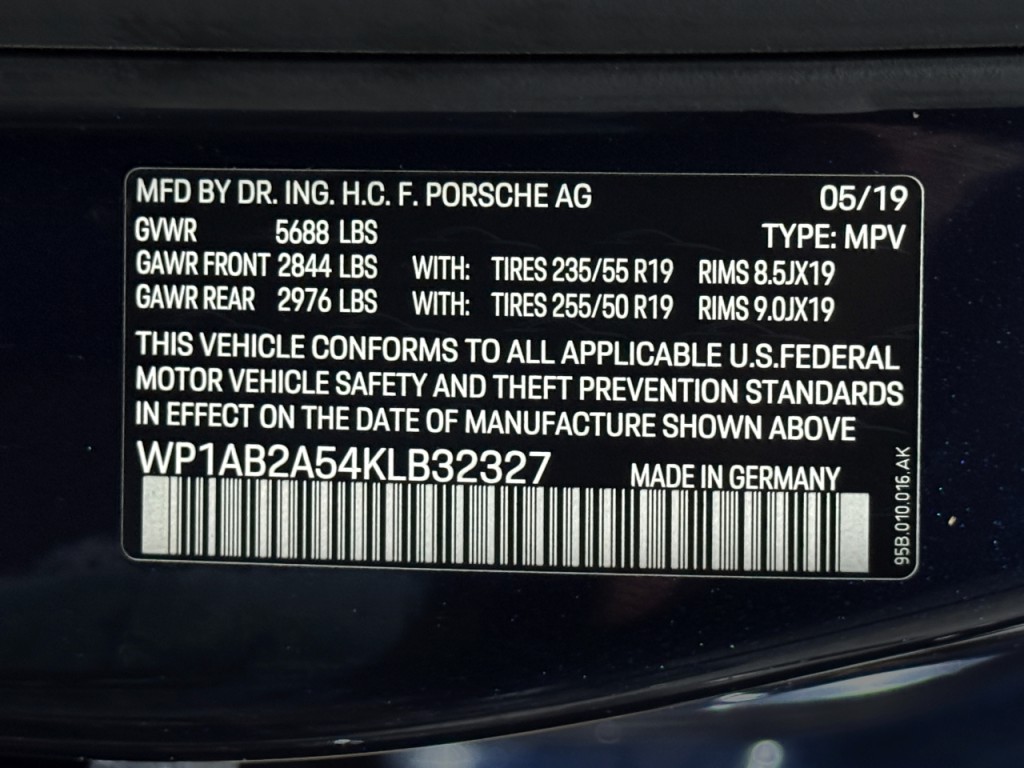 MFD BY DR. ING. H.C. F. PORSCHE AG 05/19
GVWR 5688 LBS TYPE: MPV
GAWR FRONT 2844 LBS WITH: TIRES 235/55 R19 RIMS 8.5JX19
GAWR REAR 2976 LBS WITH: TIRES 255/50 R19 RIMS 9.0JX19
THIS VEHICLE CONFORMS TO ALL APPLICABLE U.S.FEDERAL
MOTOR VEHICLE SAFETY AND THEFT PREVENTION STANDARDS
IN EFFECT ON THE DATE OF MANUFACTURE SHOWN ABOVE
WP1AB2A54KLB32327 MADE IN GERMANY
95B.010.016.AK